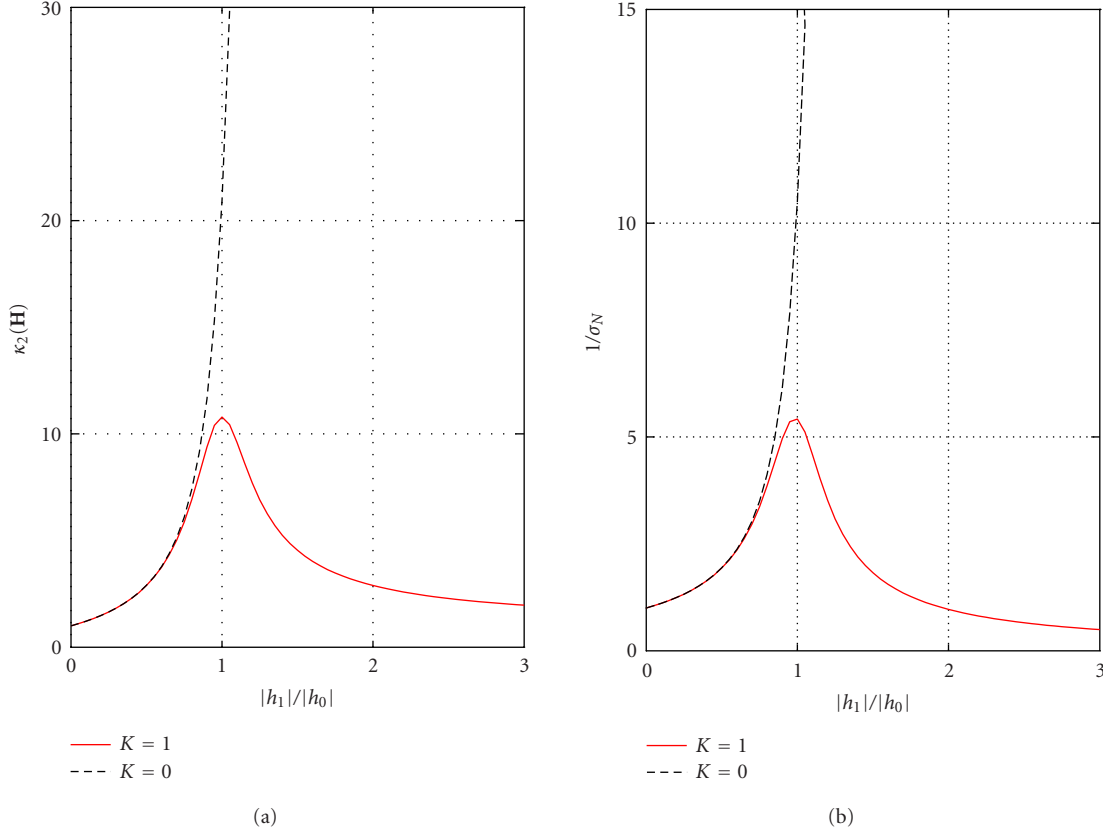 30
20
10
0
κ₂(H)
0 1 2 3
|h₁|/|h₀|
K = 1
K = 0
(a)
15
10
5
0
1/σ_N
0 1 2 3
|h₁|/|h₀|
K = 1
K = 0
(b)